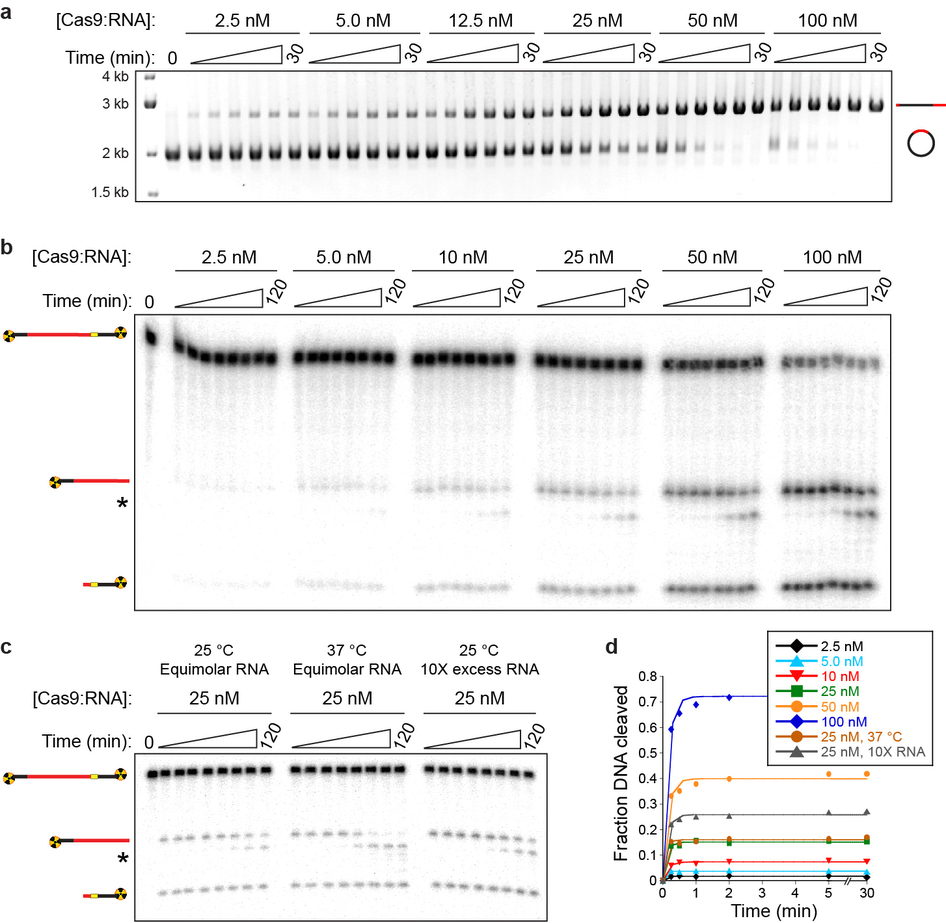 a
[Cas9:RNA]: 2.5 nM 5.0 nM 12.5 nM 25 nM 50 nM 100 nM
Time (min): 0 30 30 30 30 30 30
4 kb
3 kb
2 kb
1.5 kb
b
[Cas9:RNA]: 2.5 nM 5.0 nM 10 nM 25 nM 50 nM 100 nM
Time (min): 0 120 120 120 120 120 120
*
c
25 °C 37 °C 25 °C
Equimolar RNA Equimolar RNA 10X excess RNA
[Cas9:RNA]: 25 nM 25 nM 25 nM
Time (min): 0 120 120 120
*
d
2.5 nM
5.0 nM
10 nM
25 nM
50 nM
100 nM
25 nM, 37 °C
25 nM, 10X RNA
Fraction DNA cleaved
0.8
0.7
0.6
0.5
0.4
0.3
0.2
0.1
0
0 1 2 3 4 5 30
Time (min)